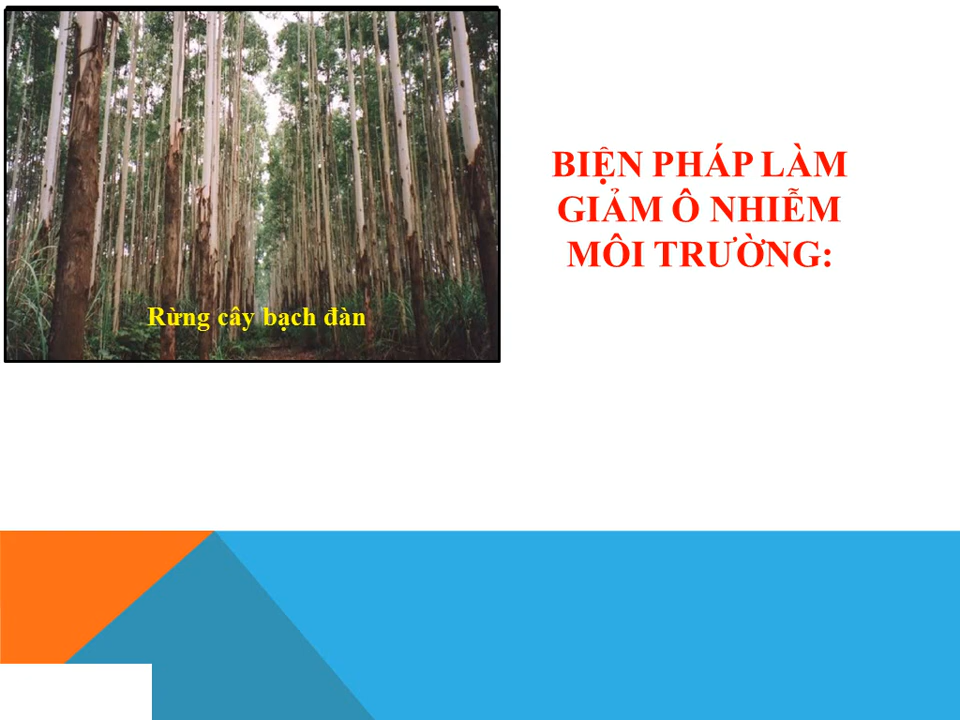 BIỆN PHÁP LÀM
GIẢM Ô NHIỄM
MÔI TRƯỜNG:
Rừng cây bạch đàn